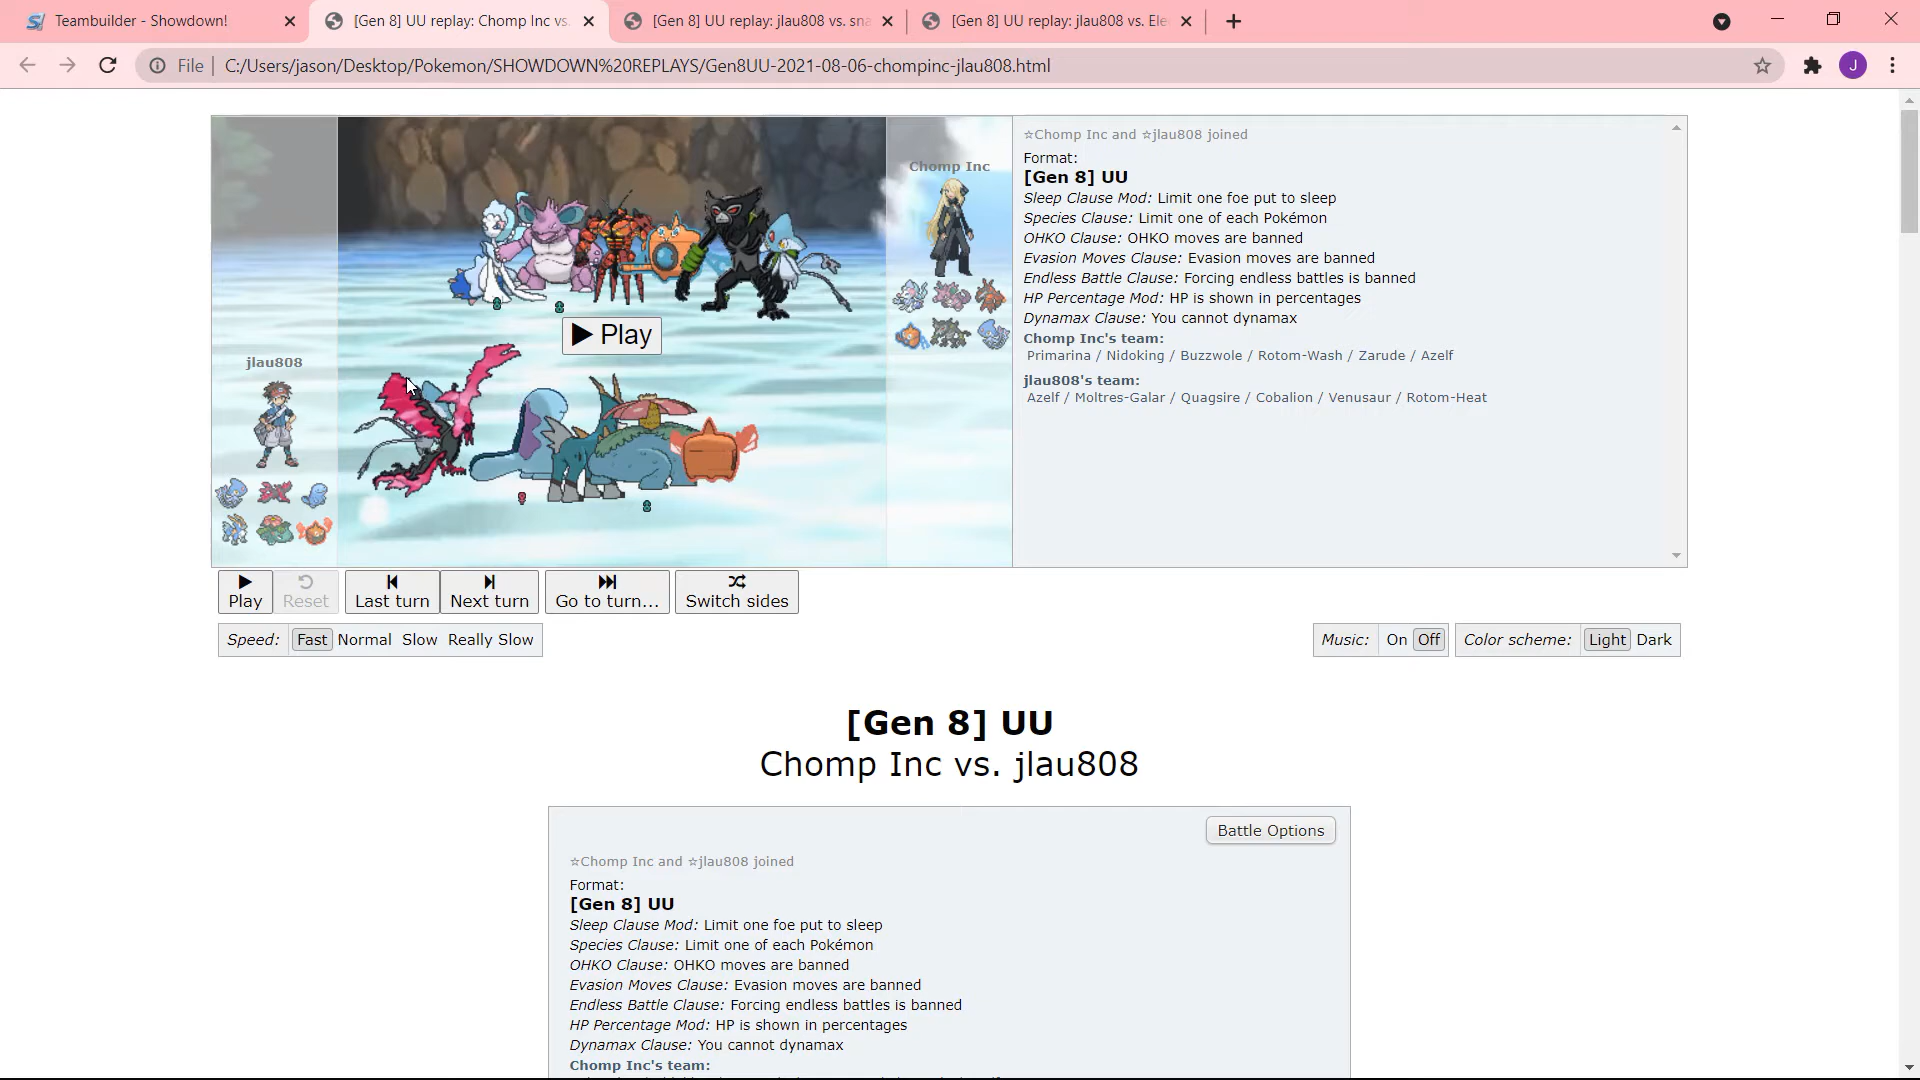 Teambuilder - Showdown!
[Gen 8] UU replay: Chomp Inc vs.
[Gen 8] UU replay: jlau808 vs. sna
[Gen 8] UU replay: jlau808 vs. Ele
File
C:/Users/jason/Desktop/Pokemon/SHOWDOWN%20REPLAYS/Gen8UU-2021-08-06-chompinc-jlau808.html
J
Chomp Inc
jlau808
▶ Play
☆Chomp Inc and ☆jlau808 joined
Format:
[Gen 8] UU
Sleep Clause Mod: Limit one foe put to sleep
Species Clause: Limit one of each Pokémon
OHKO Clause: OHKO moves are banned
Evasion Moves Clause: Evasion moves are banned
Endless Battle Clause: Forcing endless battles is banned
HP Percentage Mod: HP is shown in percentages
Dynamax Clause: You cannot dynamax
Chomp Inc's team:
Primarina / Nidoking / Buzzwole / Rotom-Wash / Zarude / Azelf
jlau808's team:
Azelf / Moltres-Galar / Quagsire / Cobalion / Venusaur / Rotom-Heat
Play
Reset
Last turn
Next turn
Go to turn...
Switch sides
Speed: Fast Normal Slow Really Slow
Music: On Off
Color scheme: Light Dark
[Gen 8] UU
Chomp Inc vs. jlau808
Battle Options
☆Chomp Inc and ☆jlau808 joined
Format:
[Gen 8] UU
Sleep Clause Mod: Limit one foe put to sleep
Species Clause: Limit one of each Pokémon
OHKO Clause: OHKO moves are banned
Evasion Moves Clause: Evasion moves are banned
Endless Battle Clause: Forcing endless battles is banned
HP Percentage Mod: HP is shown in percentages
Dynamax Clause: You cannot dynamax
Chomp Inc's team: